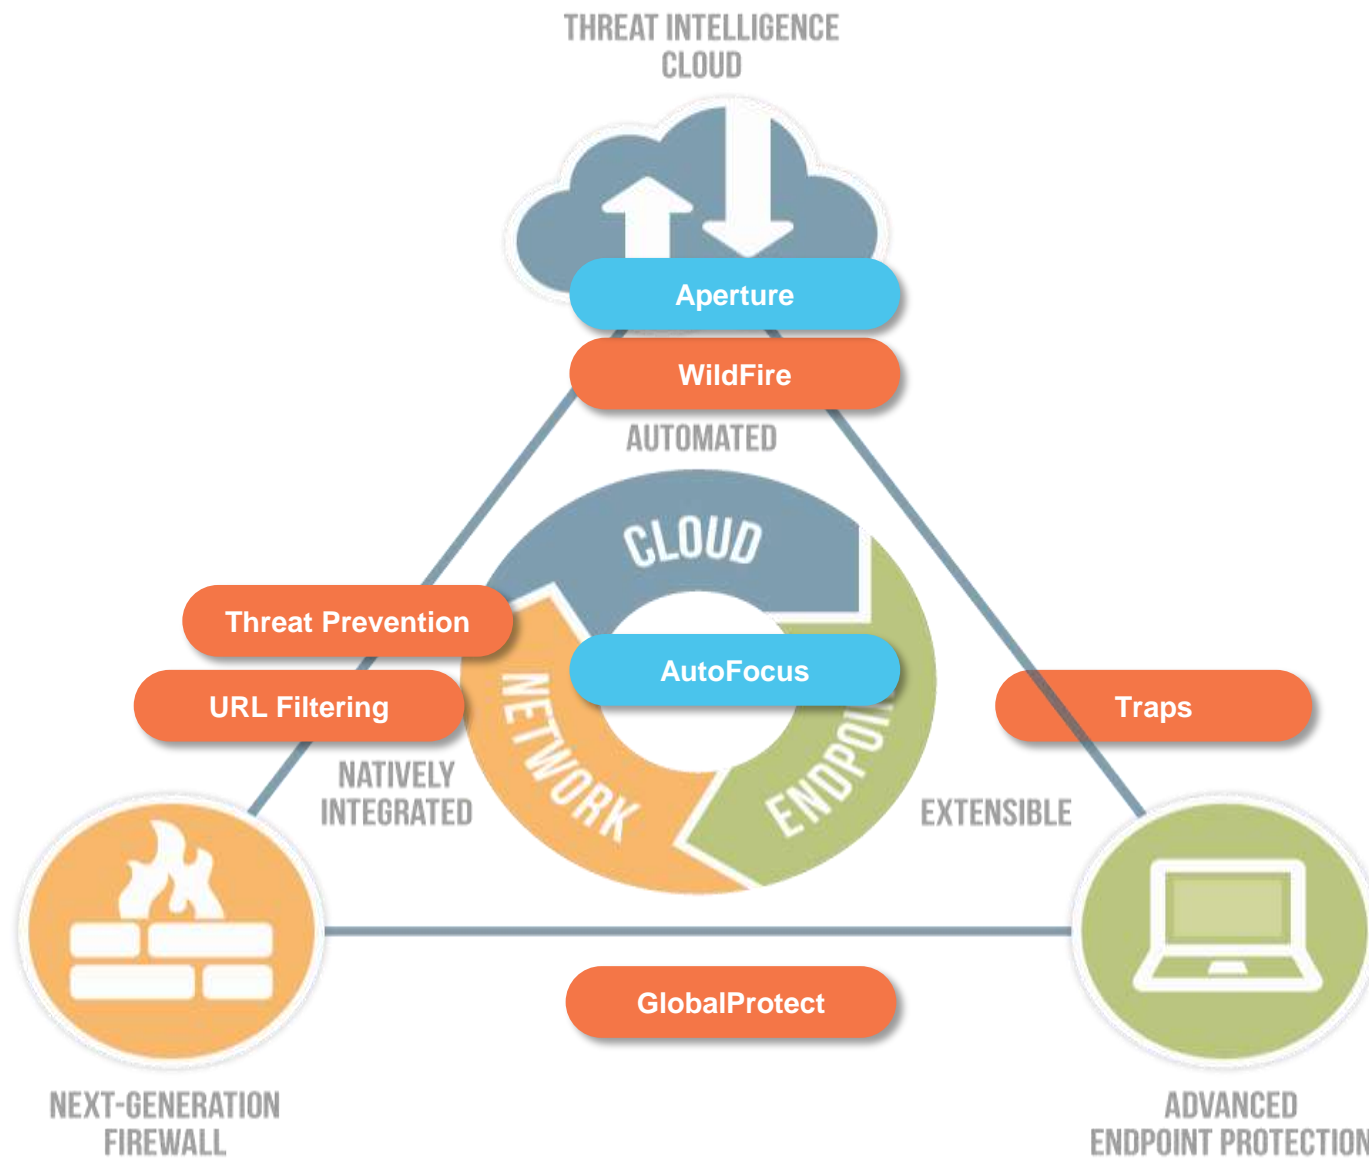 THREAT INTELLIGENCE
CLOUD
Aperture
WildFire
AUTOMATED
CLOUD
Threat Prevention
AutoFocus
URL Filtering
NETWORK
ENDPOINT
Traps
NATIVELY
INTEGRATED
EXTENSIBLE
GlobalProtect
NEXT-GENERATION
FIREWALL
ADVANCED
ENDPOINT PROTECTION